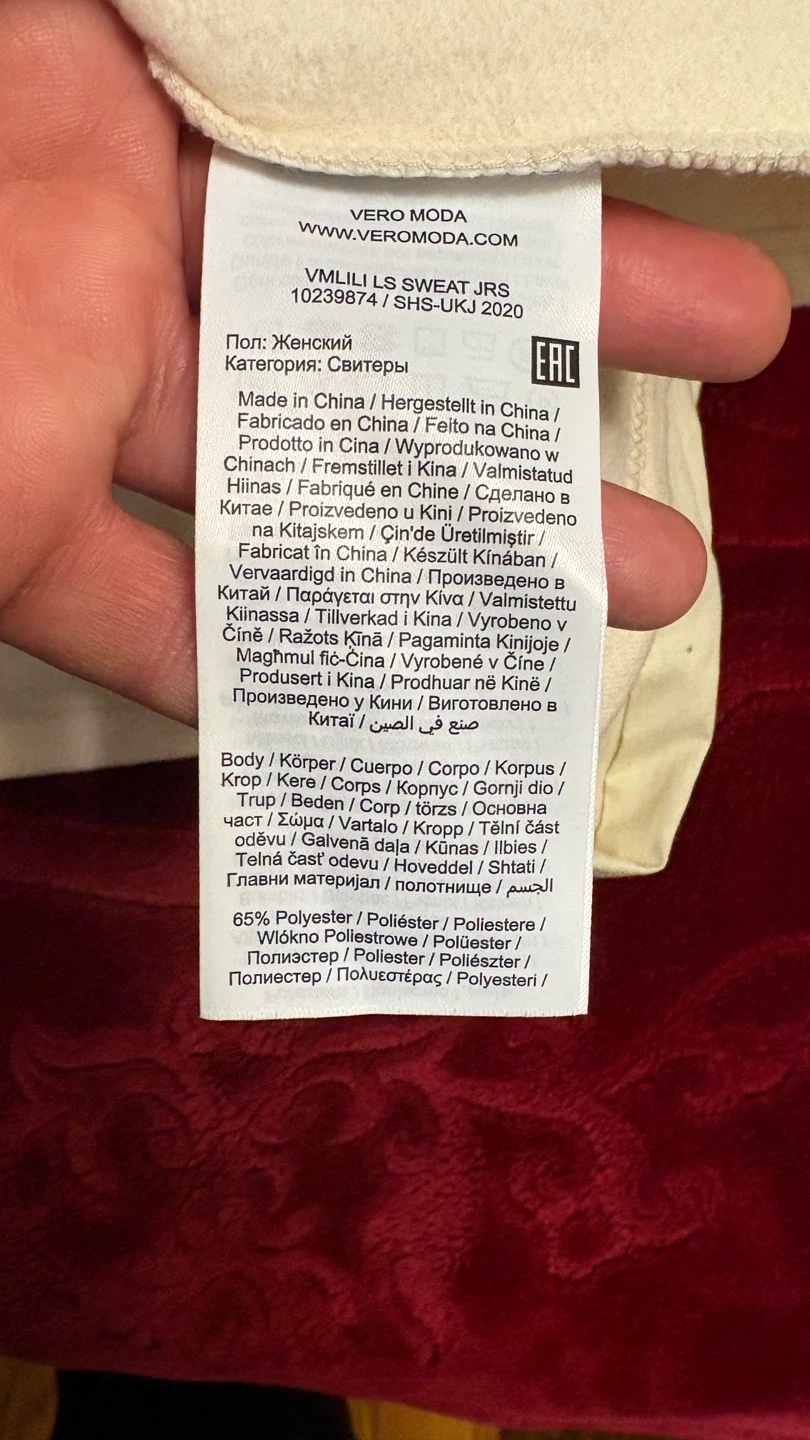 VERO MODA
WWW.VEROMODA.COM
VMLILI LS SWEAT JRS
10239874 / SHS-UKJ 2020
Пол: Женский
Категория: Свитеры
EAC
Made in China / Hergestellt in China /
Fabricado en China / Feito na China /
Prodotto in Cina / Wyprodukowano w
Chinach / Fremstillet i Kina / Valmistatud
Hiinas / Fabriqué en Chine / Сделано в
Китае / Proizvedeno u Kini / Proizvedeno
na Kitajskem / Çin'de Üretilmiştir /
Fabricat în China / Készült Kínában /
Vervaardigd in China / Произведено в
Китай / Παράγεται στην Κίνα / Valmistettu
Kiinassa / Tillverkad i Kina / Vyrobeno v
Číně / Ražots Ķīnā / Pagaminta Kinijoje /
Magħmul fiċ-Ċina / Vyrobené v Číne /
Produsert i Kina / Prodhuar në Kinë /
Произведено у Кини / Виготовлено в
Китаї / صنع في الصين
Body / Körper / Cuerpo / Corpo / Korpus /
Krop / Kere / Corps / Корпус / Gornji dio /
Trup / Beden / Corp / törzs / Основна
част / Σώμα / Vartalo / Kropp / Tělní část
oděvu / Galvenā daļa / Kūnas / Ilbies /
Telná časť odevu / Hoveddel / Shtati /
Главни материјал / полотнище / الجسم
65% Polyester / Poliéster / Poliestere /
Wlókno Poliestrowe / Polüester /
Полиэстер / Poliester / Poliészter /
Полиестер / Πολυεστέρας / Polyesteri /